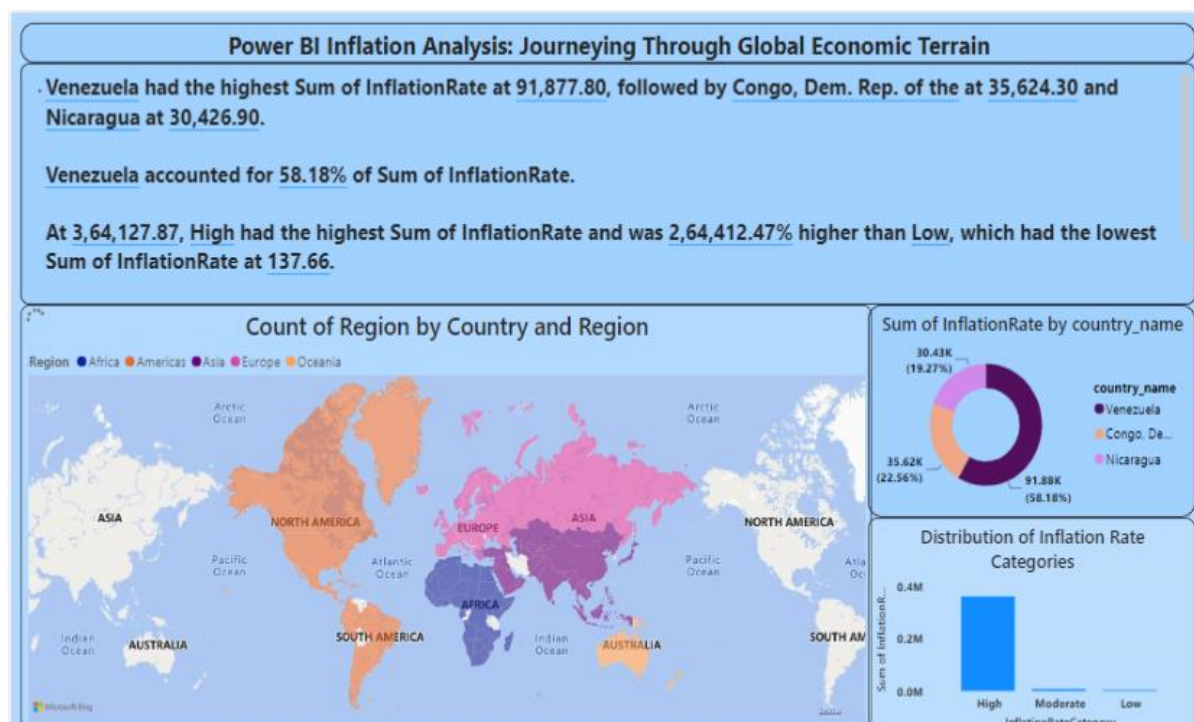 Power BI Inflation Analysis: Journeying Through Global Economic Terrain
Venezuela had the highest Sum of InflationRate at 91,877.80, followed by Congo, Dem. Rep. of the at 35,624.30 and
Nicaragua at 30,426.90.
Venezuela accounted for 58.18% of Sum of InflationRate.
At 3,64,127.87, High had the highest Sum of InflationRate and was 2,64,412.47% higher than Low, which had the lowest
Sum of InflationRate at 137.66.
Count of Region by Country and Region
Region Africa Americas Asia Europe Oceania
Arctic
Ocean
Arctic
Ocean
ASIA
NORTH AMERICA
EUROPE
ASIA
NORTH AMERICA
Pacific
Ocean
Atlantic
Ocean
Pacific
Ocean
Atla
Oc
AFRICA
Indian
Ocean
AUSTRALIA
SOUTH AMERICA
Indian
Ocean
AUSTRALIA
SOUTH AM
Microsoft Bing
Sum of InflationRate by country_name
30.43K
(19.27%)
35.62K
(22.56%)
91.88K
(58.18%)
country_name
Venezuela
Congo, De...
Nicaragua
Distribution of Inflation Rate
Categories
Sum of InflationR...
0.4M
0.2M
0.0M
High Moderate Low
InflationRateCategory